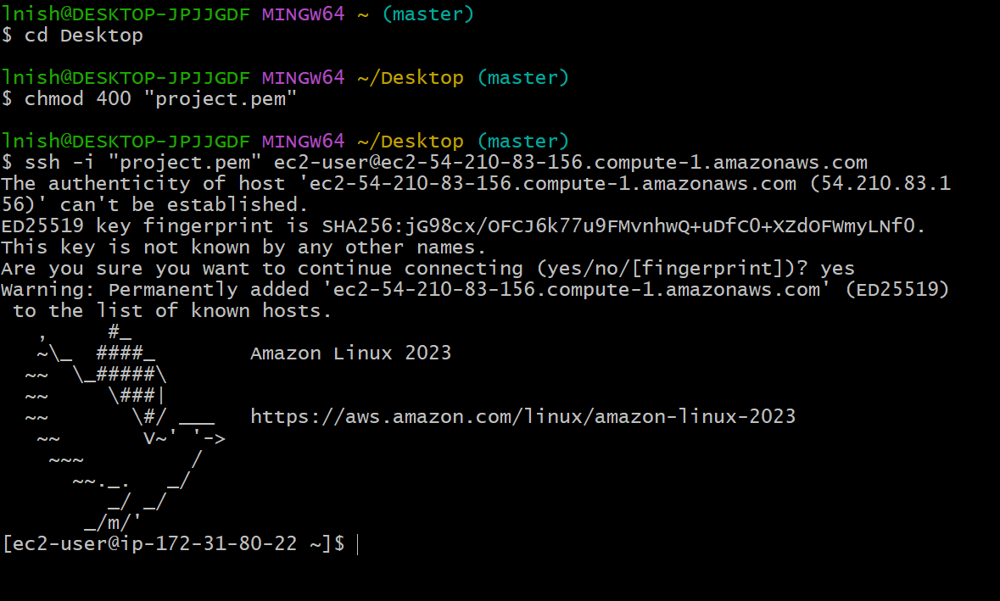 lnish@DESKTOP-JPJJGDF MINGW64 ~ (master)
$ cd Desktop

lnish@DESKTOP-JPJJGDF MINGW64 ~/Desktop (master)
$ chmod 400 "project.pem"

lnish@DESKTOP-JPJJGDF MINGW64 ~/Desktop (master)
$ ssh -i "project.pem" ec2-user@ec2-54-210-83-156.compute-1.amazonaws.com
The authenticity of host 'ec2-54-210-83-156.compute-1.amazonaws.com (54.210.83.1
56)' can't be established.
ED25519 key fingerprint is SHA256:jG98cx/OFCJ6k77u9FMvnhwQ+uDfC0+XZdOFWmyLNf0.
This key is not known by any other names.
Are you sure you want to continue connecting (yes/no/[fingerprint])? yes
Warning: Permanently added 'ec2-54-210-83-156.compute-1.amazonaws.com' (ED25519)
 to the list of known hosts.
   ,     #_
   ~\_  ####_        Amazon Linux 2023
  ~~  \_#####\
  ~~     \###|
  ~~       \#/ ___   https://aws.amazon.com/linux/amazon-linux-2023
   ~~       V~' '->
    ~~~         /
      ~~._.   _/
         _/ _/
       _/m/'
[ec2-user@ip-172-31-80-22 ~]$